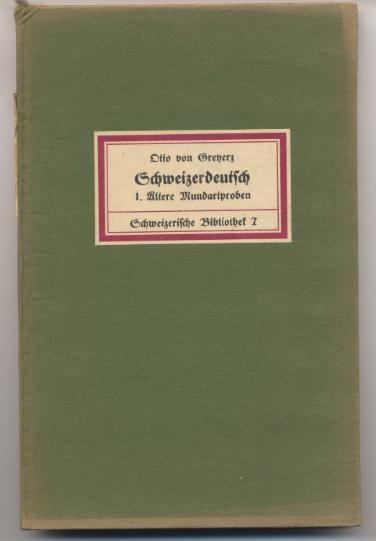 Otto von Greyerz
Schweizerdeutsch
1. Ältere Mundartproben
Schweizerische Bibliothek 7